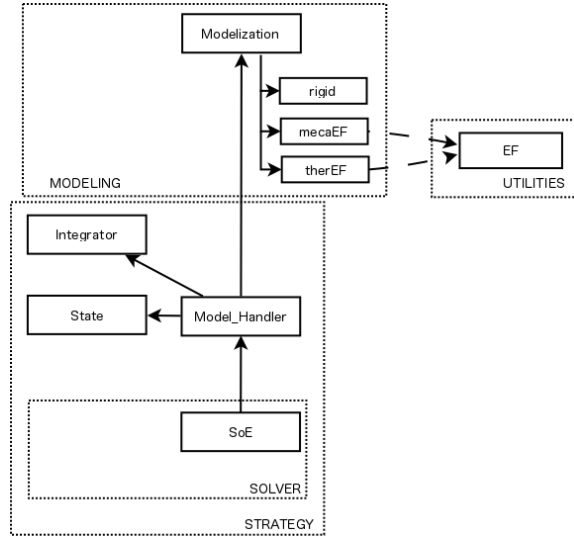 Modelization
rigid
mecaEF
therEF
MODELING
EF
UTILITIES
Integrator
State
Model_Handler
SoE
SOLVER
STRATEGY